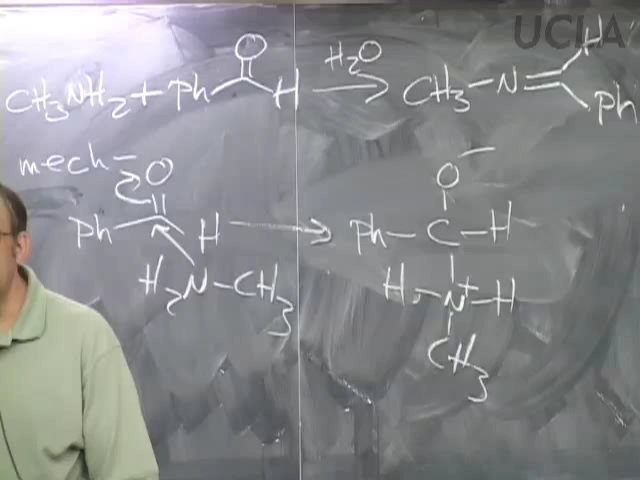 UCLA
O H₂O H
CH₃NH₂ + Ph H → CH₃–N= Ph
mech –
O O –
Ph H → Ph – C – H
H₂N – CH₃ H – N⁺ – H
CH₃